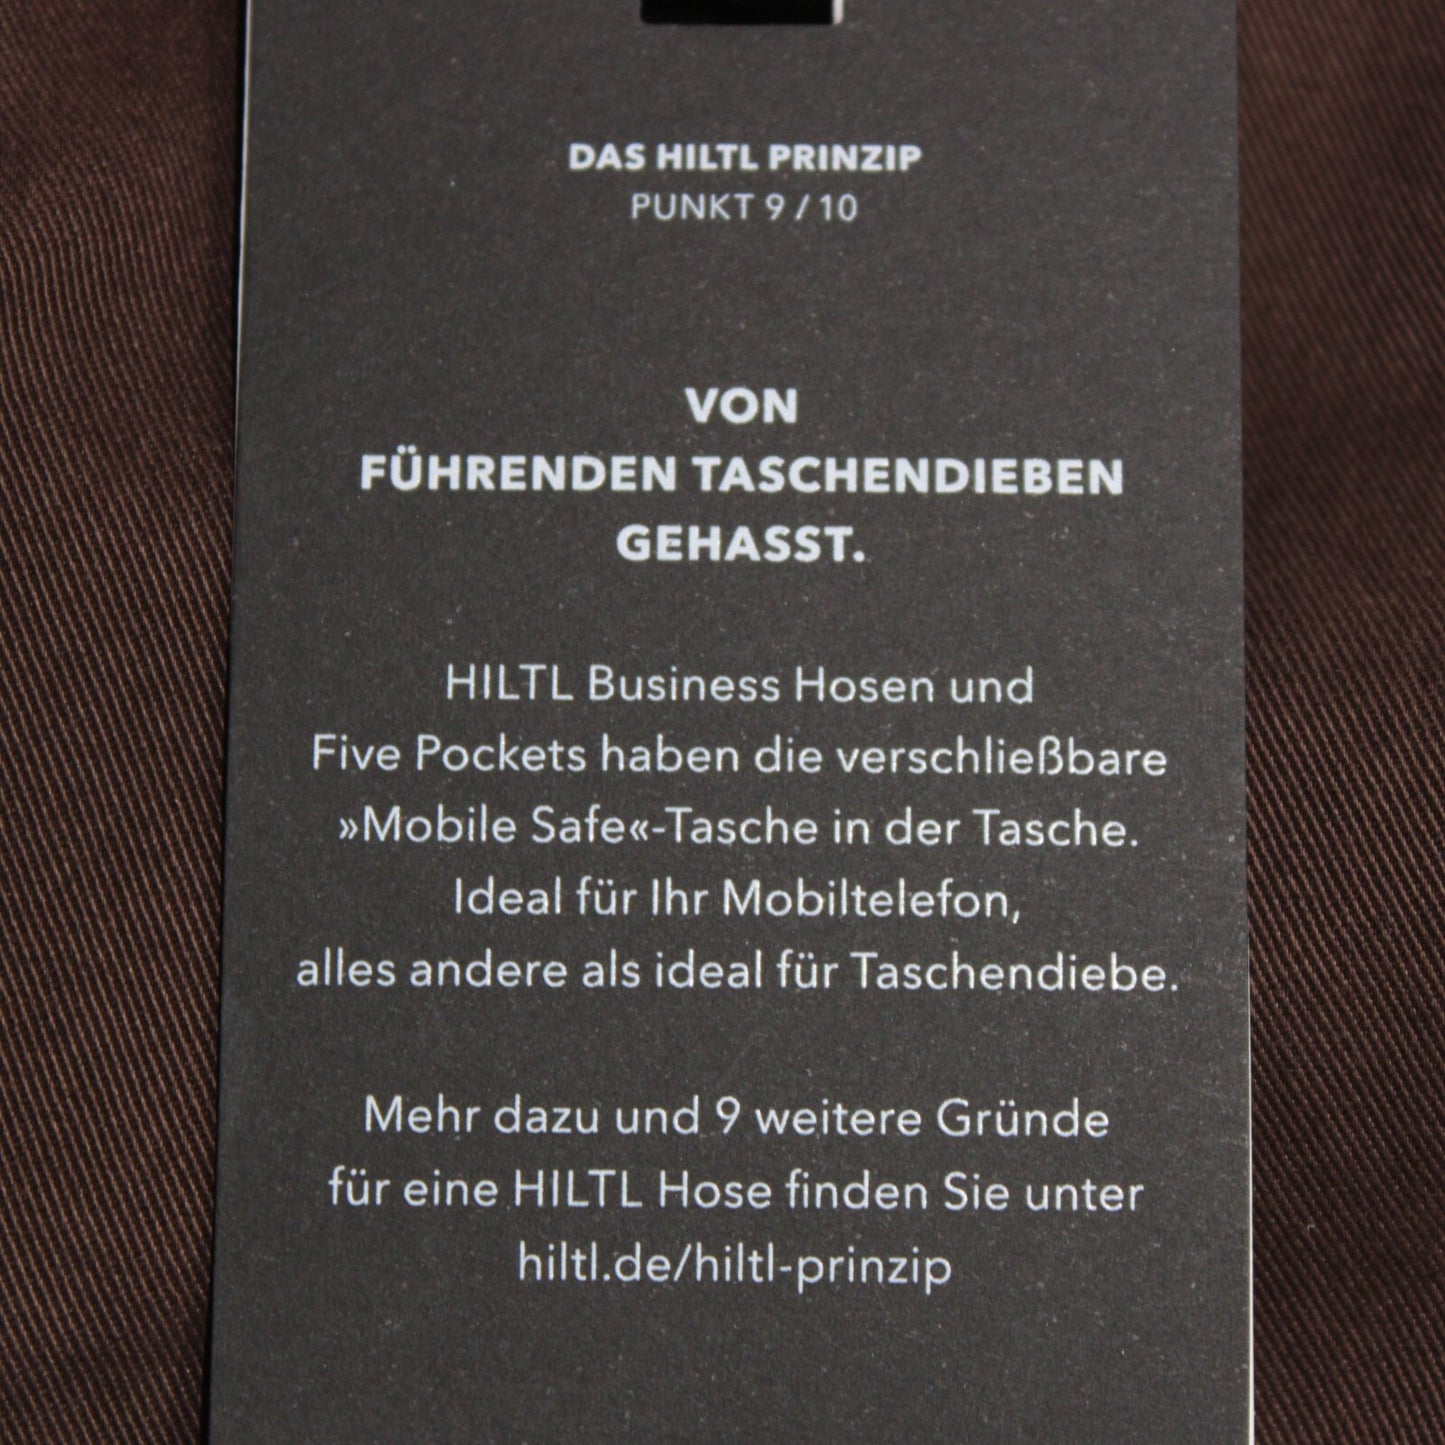 DAS HILTL PRINZIP
PUNKT 9 / 10
VON
FÜHRENDEN TASCHENDIEBEN
GEHASST.
HILTL Business Hosen und
Five Pockets haben die verschließbare
»Mobile Safe«-Tasche in der Tasche.
Ideal für Ihr Mobiltelefon,
alles andere als ideal für Taschendiebe.
Mehr dazu und 9 weitere Gründe
für eine HILTL Hose finden Sie unter
hiltl.de/hiltl-prinzip